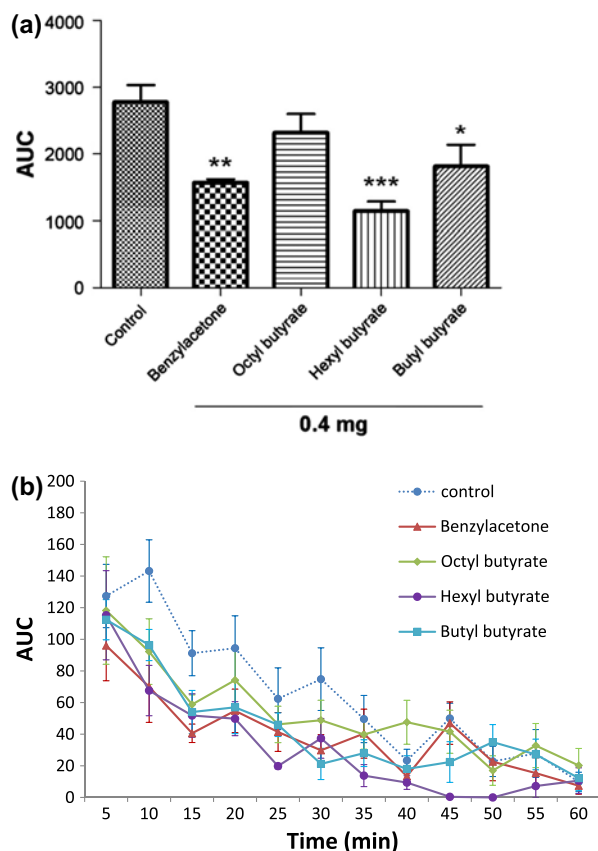 (a)
4000
3000
2000
1000
0
AUC
**
***
*
Control
Benzylacetone
Octyl butyrate
Hexyl butyrate
Butyl butyrate
0.4 mg
(b)
200
180
160
140
120
100
80
60
40
20
0
AUC
control
Benzylacetone
Octyl butyrate
Hexyl butyrate
Butyl butyrate
5 10 15 20 25 30 35 40 45 50 55 60
Time (min)